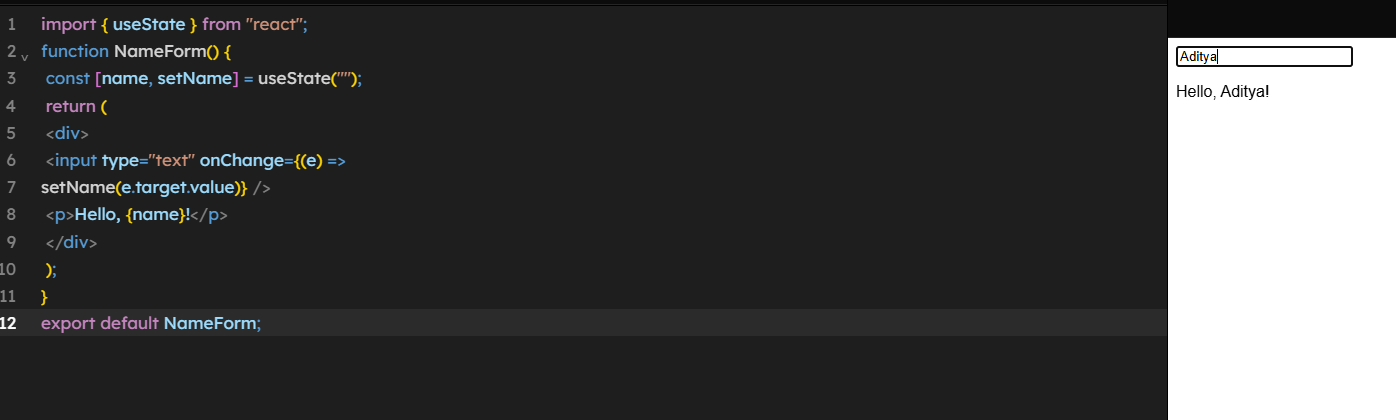 1 import { useState } from "react";
2 function NameForm() {
3 const [name, setName] = useState("");
4 return (
5 <div>
6 <input type="text" onChange={(e) =>
7 setName(e.target.value)} />
8 <p>Hello, {name}!</p>
9 </div>
10 );
11 }
12 export default NameForm;
Aditya
Hello, Aditya!